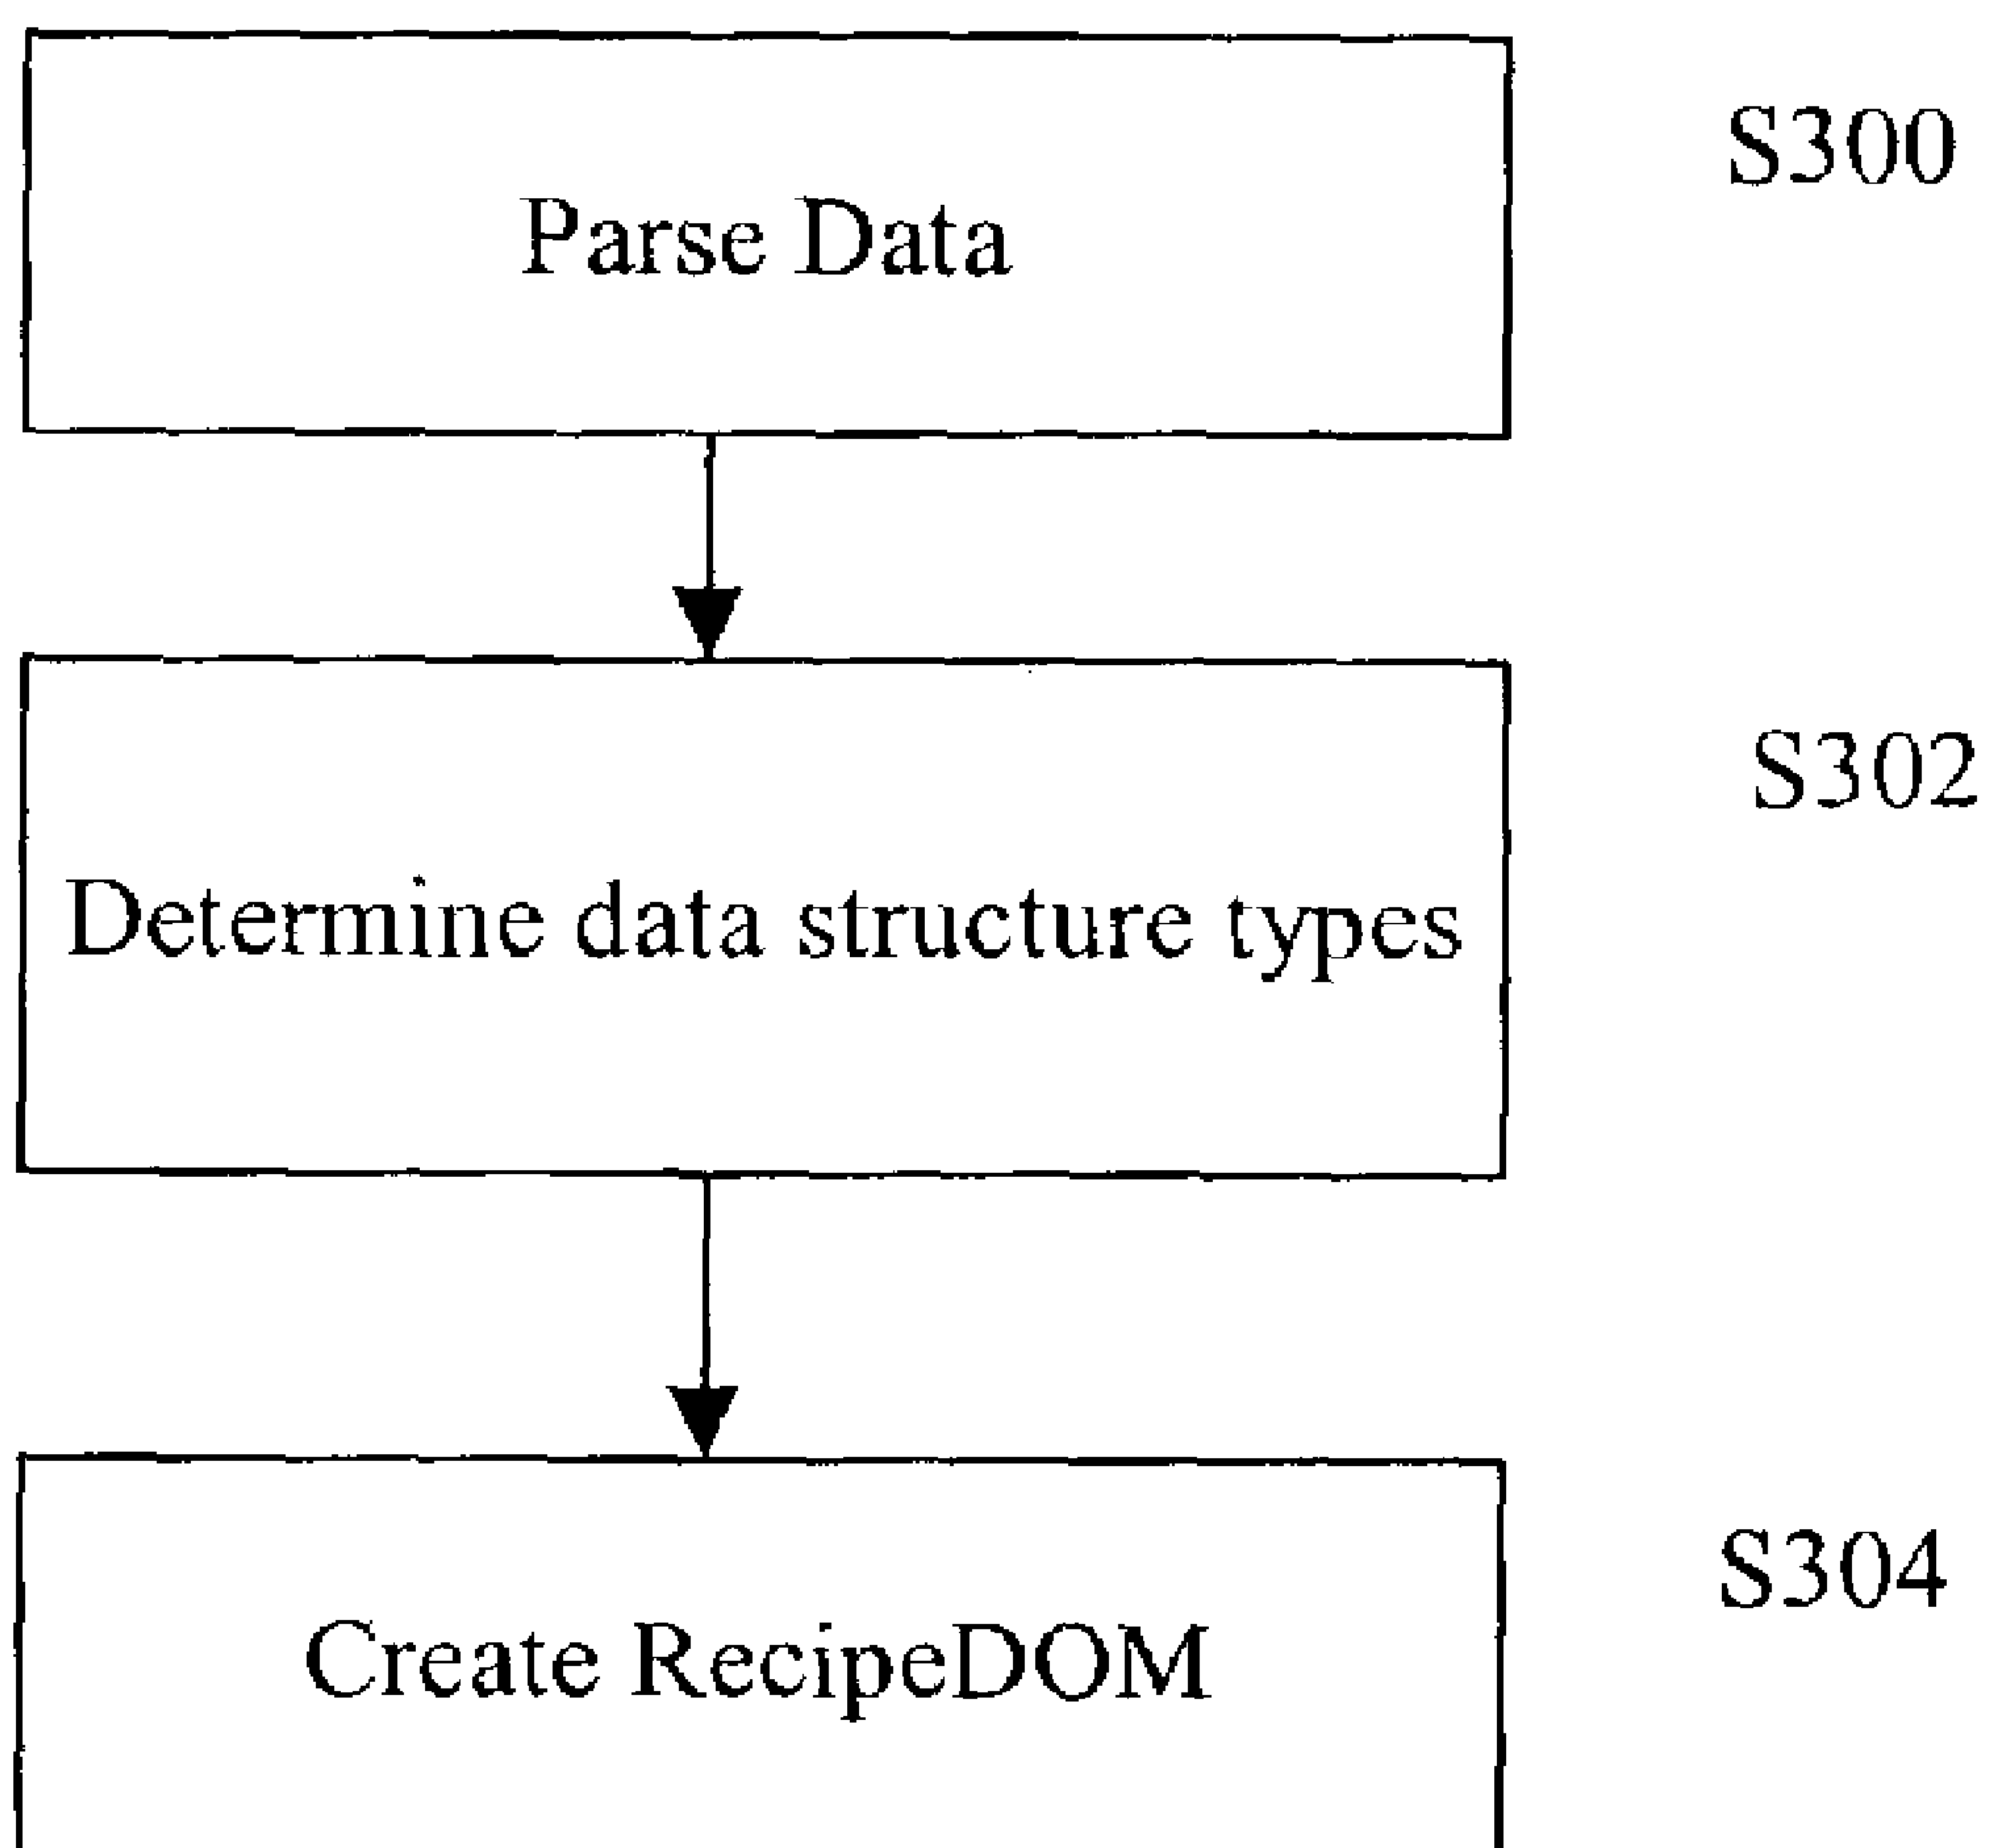 S300
Parse Data
S302
Determine data structure types
S304
Create RecipeDOM